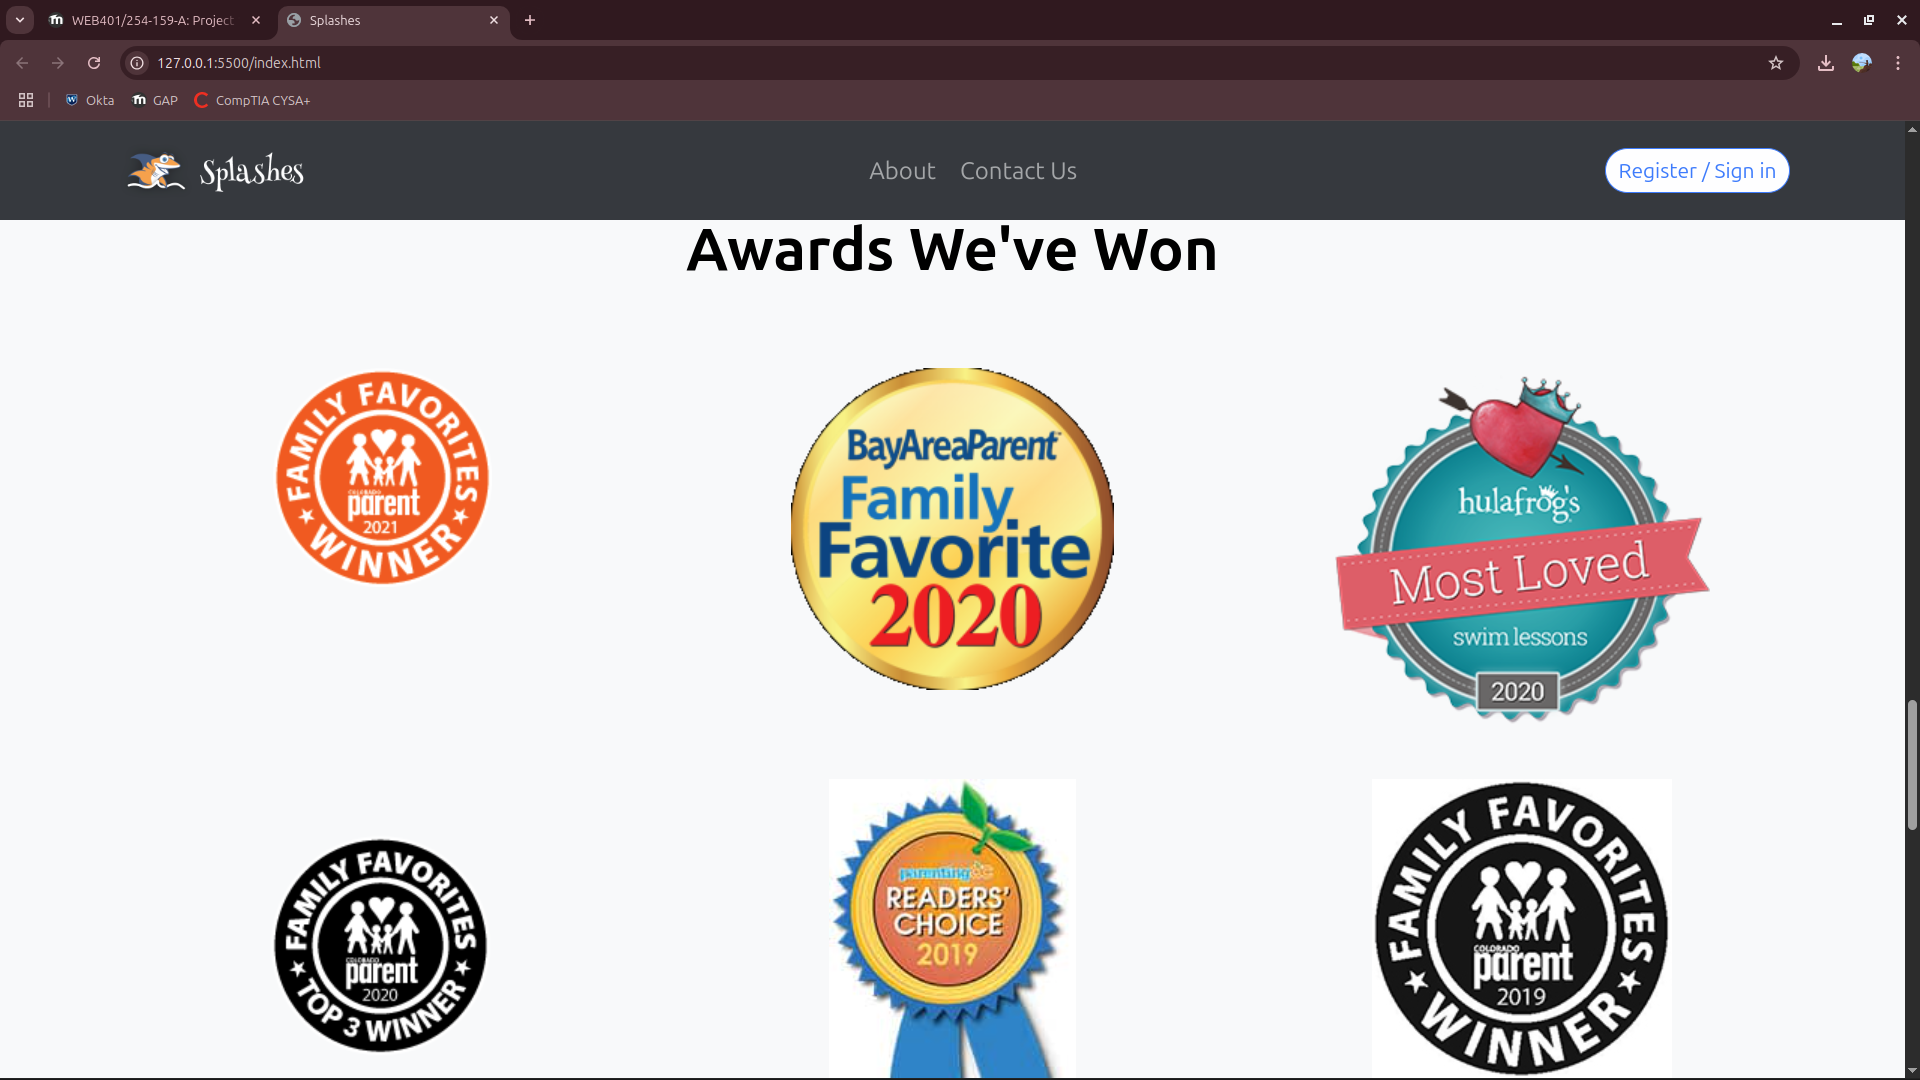 WEB401/254-159-A: Project
Splashes
127.0.0.1:5500/index.html
Okta
GAP
CompTIA CYSA+
Splashes
About
Contact Us
Register / Sign in
Awards We've Won
FAMILY FAVORITES
COLORADO
parent
2021
WINNER
BayAreaParent
Family
Favorite
2020
hulafrog's
Most Loved
swim lessons
2020
FAMILY FAVORITES
COLORADO
parent
2020
TOP 3 WINNER
parentingOC
READERS'
CHOICE
2019
FAMILY FAVORITES
COLORADO
parent
2019
WINNER